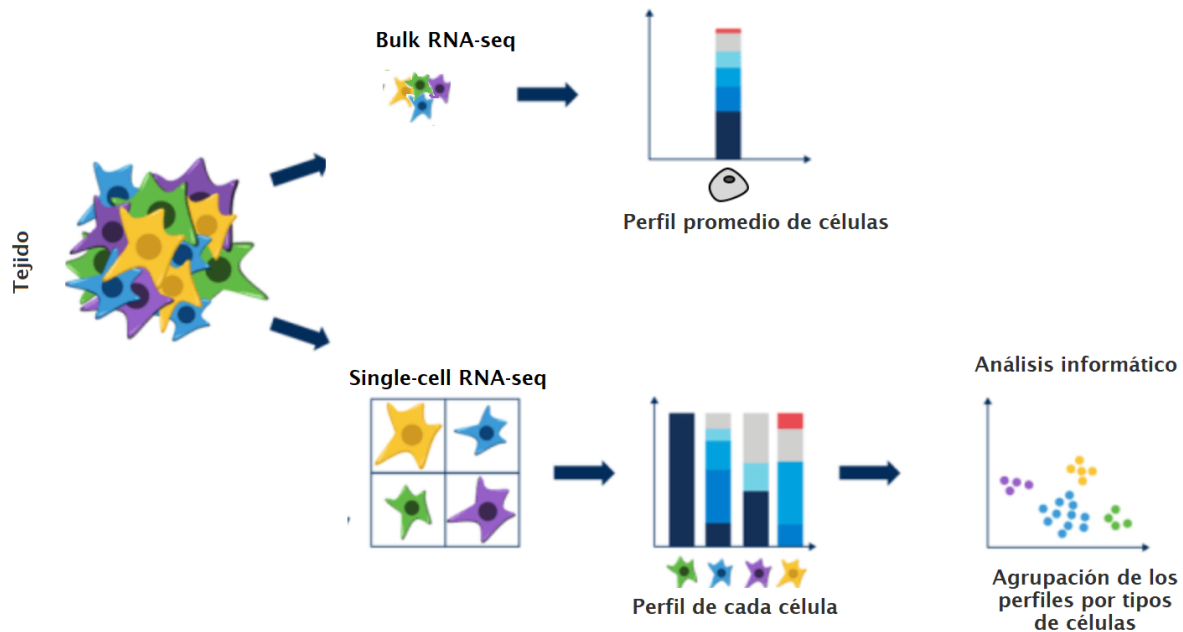 Bulk RNA-seq
Perfil promedio de células
Tejido
Single-cell RNA-seq
Perfil de cada célula
Análisis informático
Agrupación de los
perfiles por tipos
de células